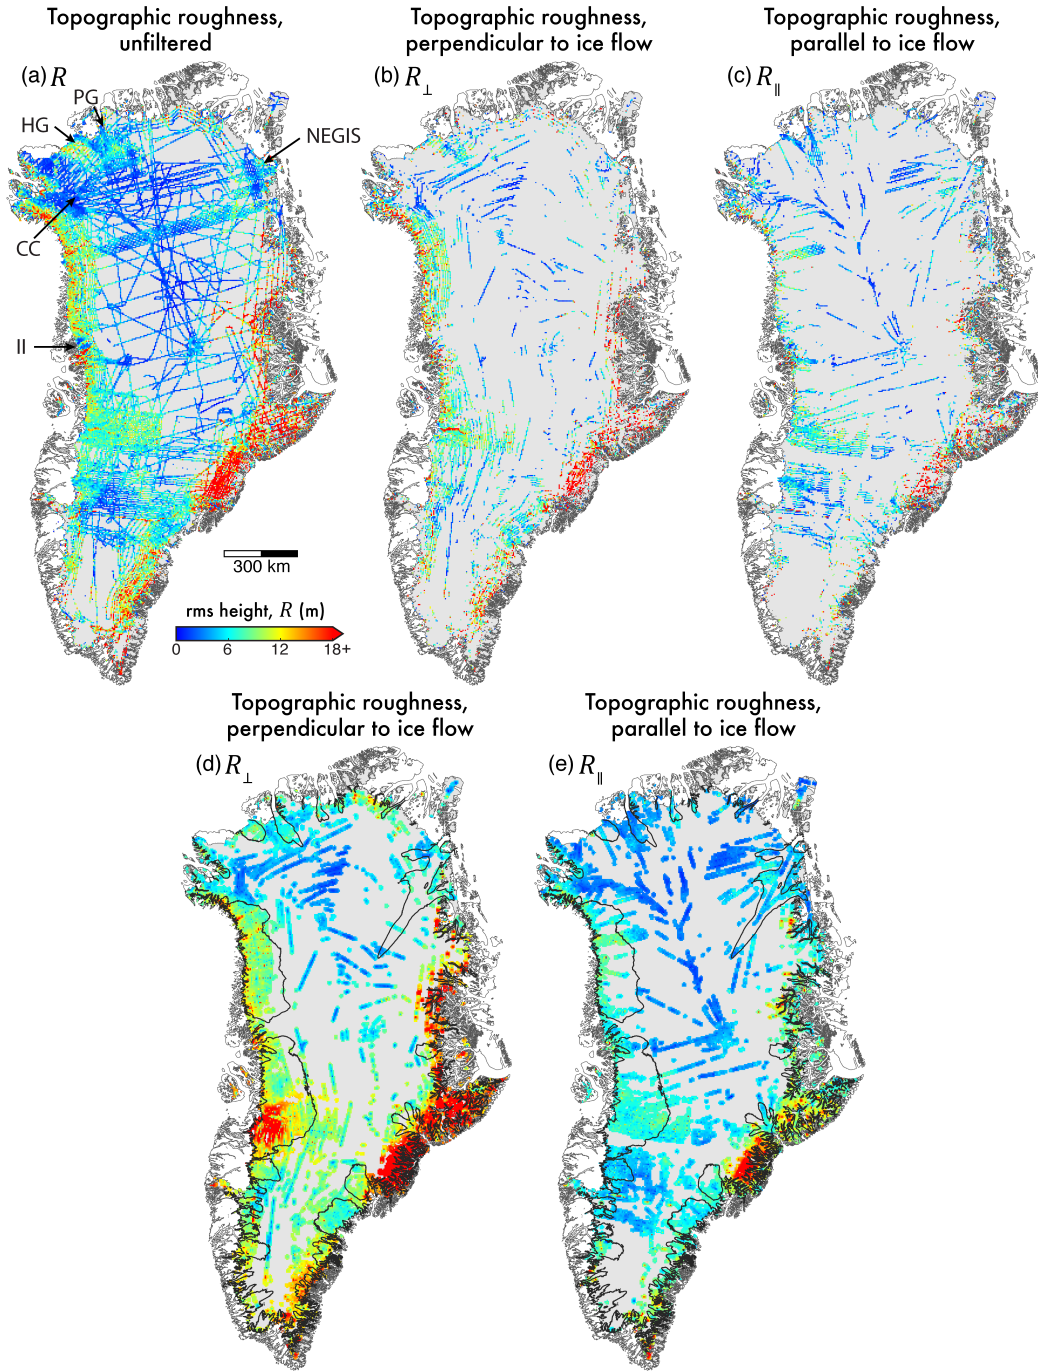 Topographic roughness,
unfiltered
Topographic roughness,
perpendicular to ice flow
Topographic roughness,
parallel to ice flow
(a) R
(b) R⊥
(c) R∥
PG
HG
NEGIS
CC
II
300 km
rms height, R (m)
0 6 12 18+
Topographic roughness,
perpendicular to ice flow
Topographic roughness,
parallel to ice flow
(d) R⊥
(e) R∥